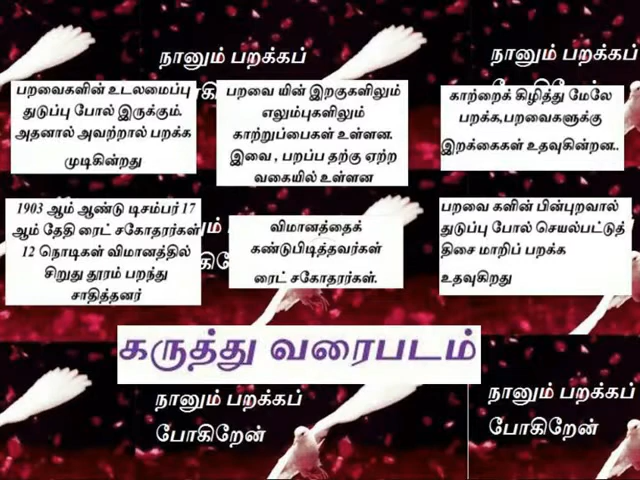 நானும் பறக்கப்
நானும் பறக்கப்
பறவைகளின் உடலமைப்பு
துடுப்பு போல் இருக்கும்.
அதனால் அவற்றால் பறக்க
முடிகின்றது
பறவை யின் இறகுகளிலும்
எலும்புகளிலும்
காற்றுப்பைகள் உள்ளன.
இவை , பறப்ப தற்கு ஏற்ற
வகையில் உள்ளன
காற்றைக் கிழித்து மேலே
பறக்க,பறவைகளுக்கு
இறக்கைகள் உதவுகின்றன..
1903 ஆம் ஆண்டு டிசம்பர் 17
ஆம் தேதி ரைட் சகோதரர்கள்
12 நொடிகள் விமானத்தில்
சிறுது தூரம் பறந்து
சாதித்தனர்
விமானத்தைக்
கண்டுபிடித்தவர்கள்
ரைட் சகோதரர்கள்.
பறவை களின் பின்புறவால்
துடுப்பு போல் செயல்பட்டுத்
திசை மாறிப் பறக்க
உதவுகிறது
கருத்து வரைபடம்
நானும் பறக்கப்
போகிறேன்
நானும் பறக்கப்
போகிறேன்